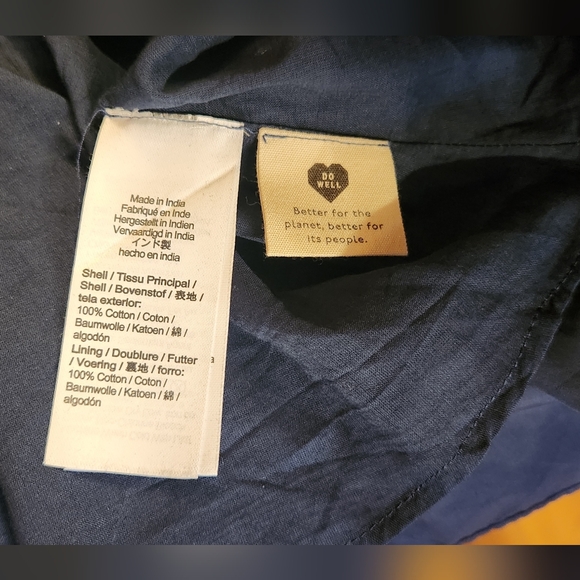 Made in India
Fabriqué en Inde
Hergestellt in Indien
Vervaardigd in India
インド製
hecho en india
Shell / Tissu Principal /
Shell / Bovenstof / 表地 /
tela exterior:
100% Cotton / Coton /
Baumwolle / Katoen / 綿 /
algodón
Lining / Doublure / Futter
/ Voering / 裏地 / forro:
100% Cotton / Coton /
Baumwolle / Katoen / 綿 /
algodón
DO
WELL
Better for the
planet, better for
its people.